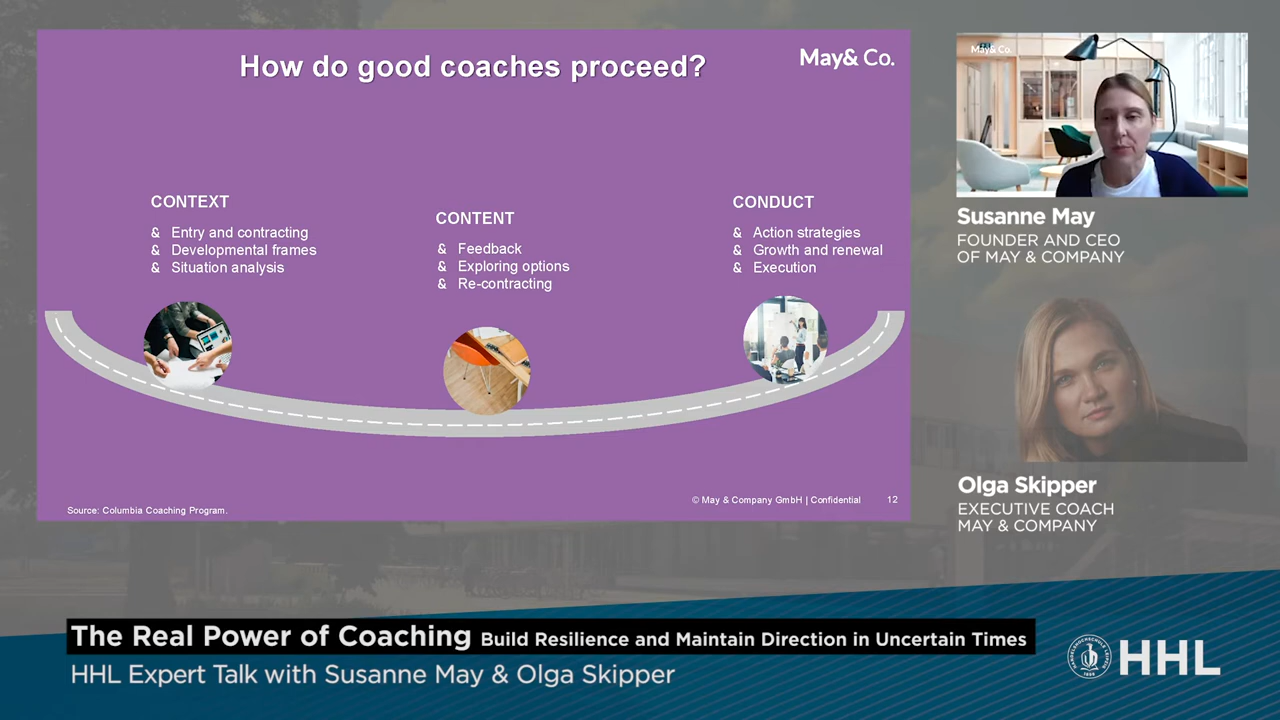 How do good coaches proceed?
May& Co.
CONTEXT
& Entry and contracting
& Developmental frames
& Situation analysis
CONTENT
& Feedback
& Exploring options
& Re-contracting
CONDUCT
& Action strategies
& Growth and renewal
& Execution
Source: Columbia Coaching Program.
© May & Company GmbH | Confidential 12
May& Co.
Susanne May
FOUNDER AND CEO
OF MAY & COMPANY
Olga Skipper
EXECUTIVE COACH
MAY & COMPANY
The Real Power of Coaching Build Resilience and Maintain Direction in Uncertain Times
HHL Expert Talk with Susanne May & Olga Skipper
HHL